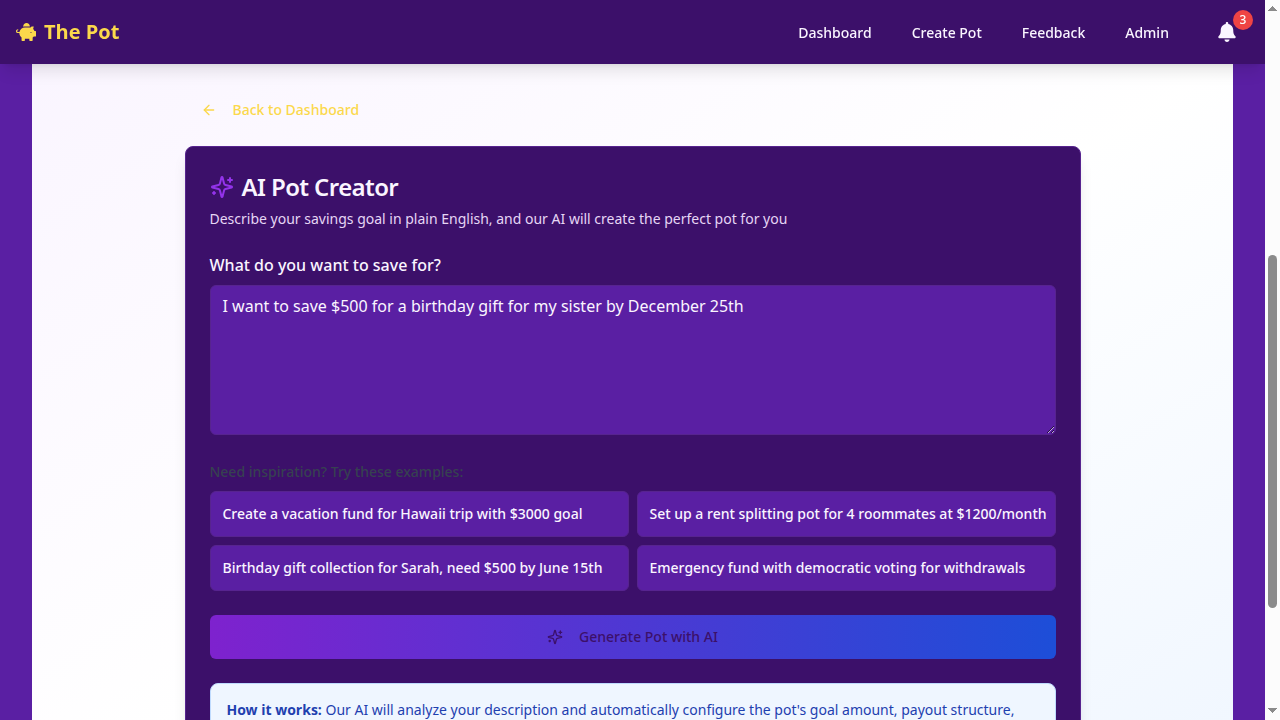 The Pot
Dashboard
Create Pot
Feedback
Admin
3
Back to Dashboard
AI Pot Creator
Describe your savings goal in plain English, and our AI will create the perfect pot for you
What do you want to save for?
I want to save $500 for a birthday gift for my sister by December 25th
Need inspiration? Try these examples:
Create a vacation fund for Hawaii trip with $3000 goal
Set up a rent splitting pot for 4 roommates at $1200/month
Birthday gift collection for Sarah, need $500 by June 15th
Emergency fund with democratic voting for withdrawals
Generate Pot with AI
How it works: Our AI will analyze your description and automatically configure the pot's goal amount, payout structure,